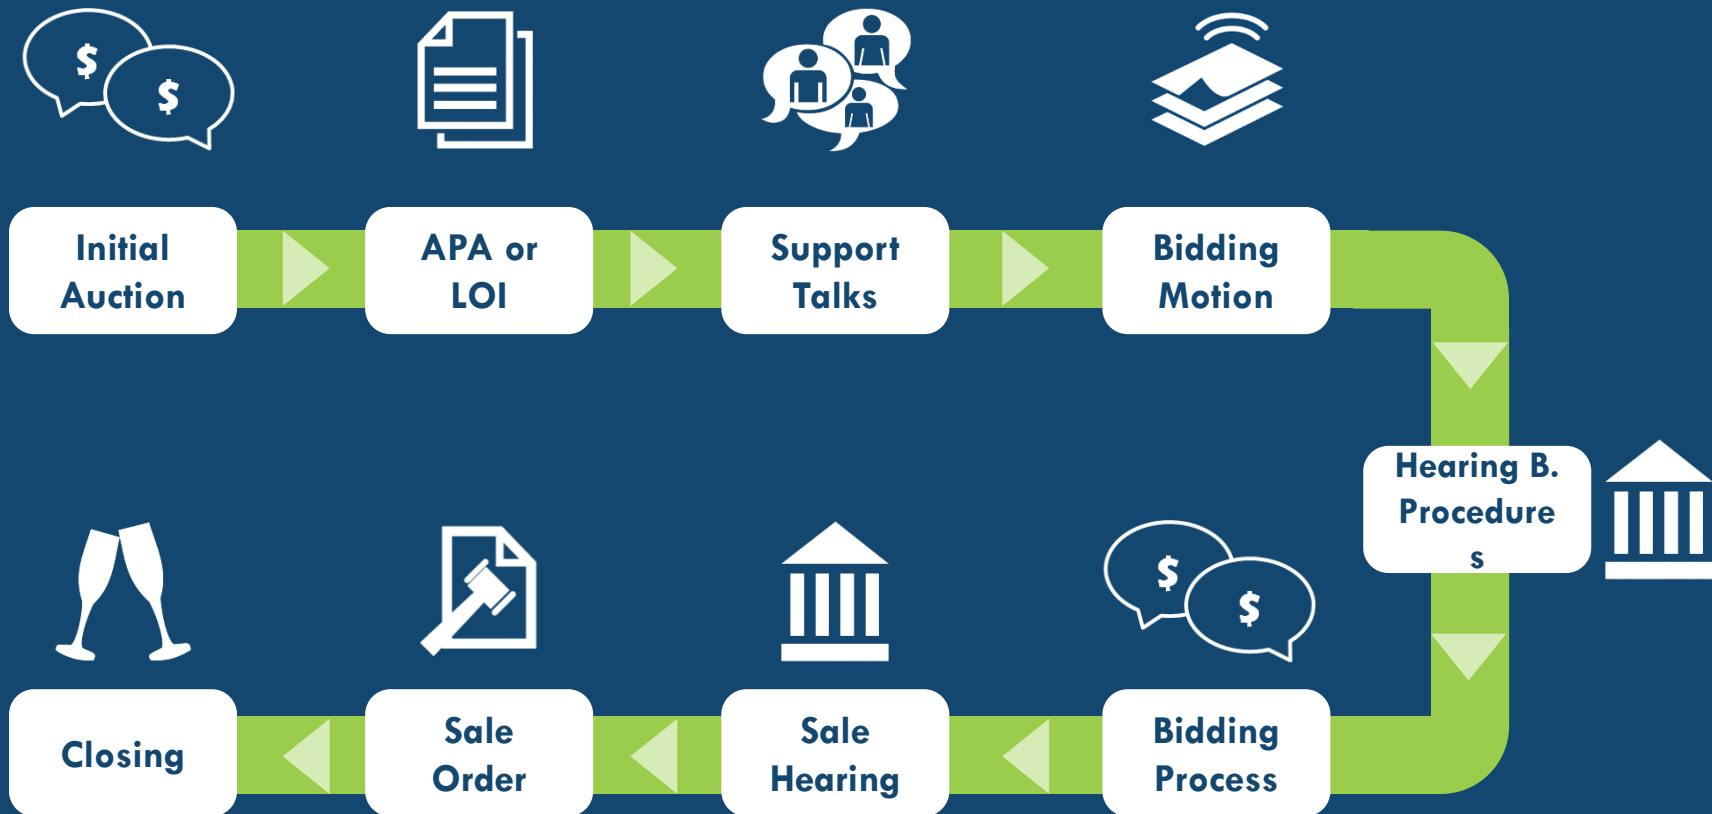 $
$
Initial
Auction
APA or
LOI
Support
Talks
Bidding
Motion
Hearing B.
Procedure
s
$
$
Bidding
Process
Sale
Hearing
Sale
Order
Closing